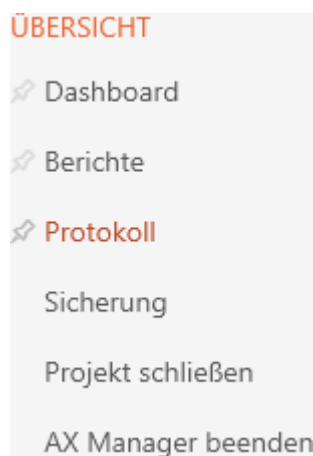 ÜBERSICHT
Dashboard
Berichte
Protokoll
Sicherung
Projekt schließen
AX Manager beenden